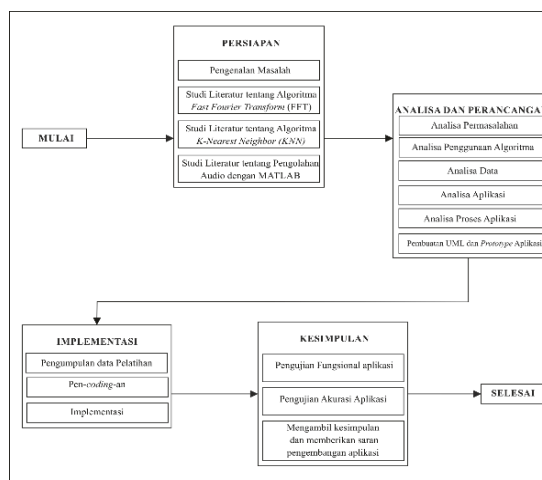 MULAI
PERSIAPAN
Pengenalan Masalah
Studi Literatur tentang Algoritma
Fast Fourier Transform (FFT)
Studi Literatur tentang Algoritma
K-Nearest Neighbor (KNN)
Studi Literatur tentang Pengolahan
Audio dengan MATLAB
ANALISA DAN PERANCANGAN
Analisa Permasalahan
Analisa Penggunaan Algoritma
Analisa Data
Analisa Aplikasi
Analisa Proses Aplikasi
Pembuatan UML dan Prototype Aplikasi
IMPLEMENTASI
Pengumpulan data Pelatihan
Pen-coding-an
Implementasi
KESIMPULAN
Pengujian Fungsional aplikasi
Pengujian Akurasi Aplikasi
Mengambil kesimpulan
dan memberikan saran
pengembangan aplikasi
SELESAI